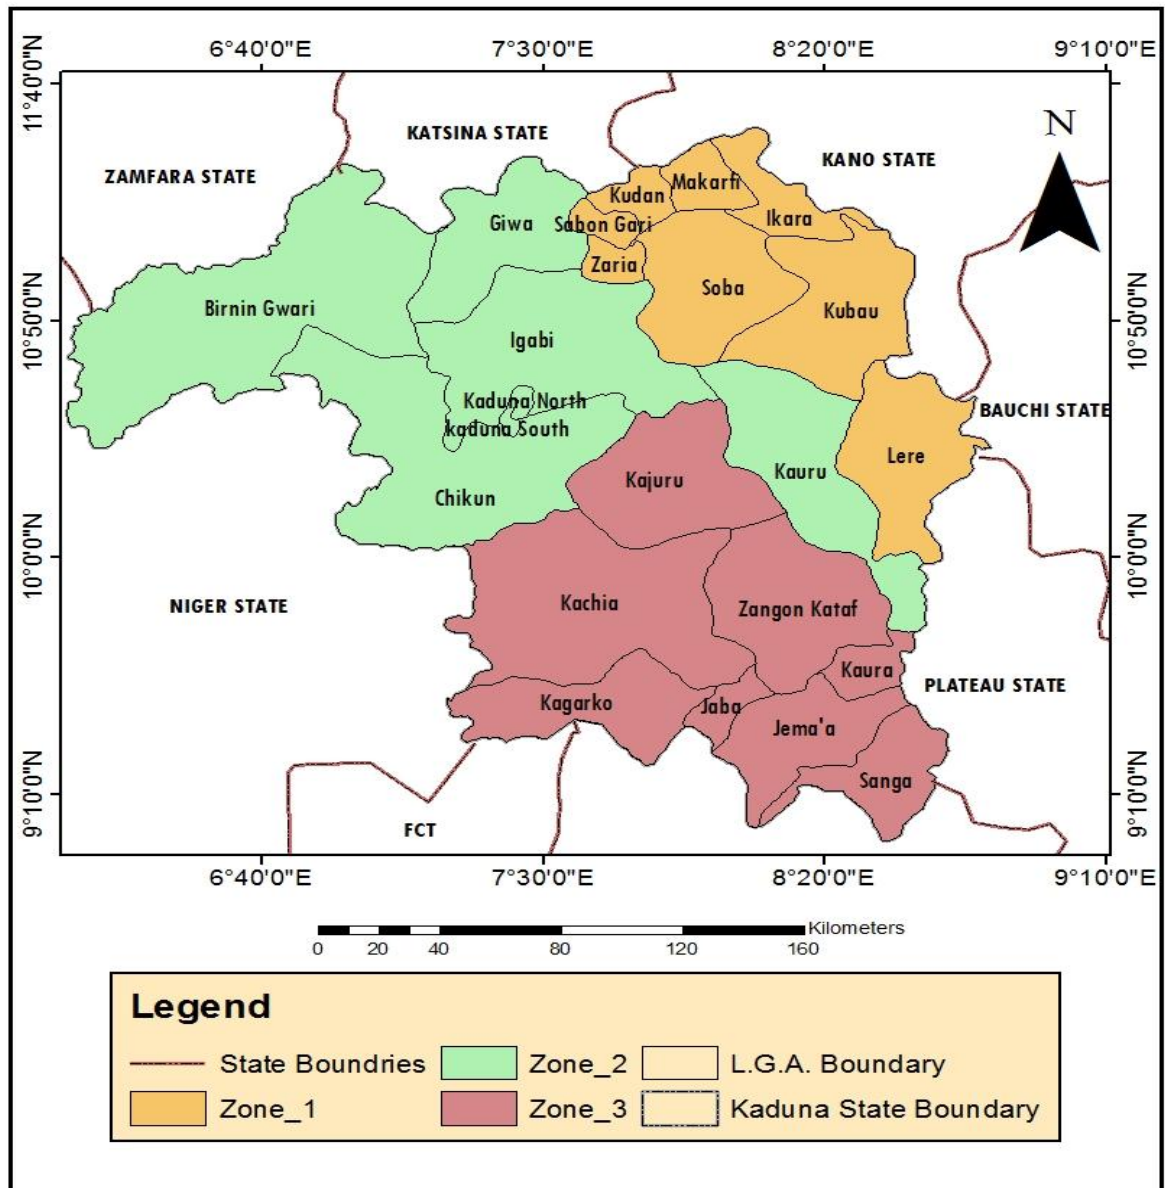 6°40'0"E 7°30'0"E 8°20'0"E 9°10'0"E
11°40'0"N
KATSINA STATE
N
KANO STATE
ZAMFARA STATE
Makarfi
Kudan
Ikara
Giwa
Sabon Gari
Zaria
Soba
Birnin Gwari
Kubau
10°50'0"N
10°50'0"N
Igabi
Kaduna North
BAUCHI STATE
kaduna South
Lere
Kauru
Kajuru
Chikun
10°0'0"N
10°0'0"N
Kachia
NIGER STATE
Zangon Kataf
Kaura
PLATEAU STATE
Kagarko
Jaba
Jema'a
Sanga
9°10'0"N
9°10'0"N
FCT
6°40'0"E 7°30'0"E 8°20'0"E 9°10'0"E
Kilometers
0 20 40 80 120 160
Legend
State Boundries Zone_2 L.G.A. Boundary
Zone_1 Zone_3 Kaduna State Boundary